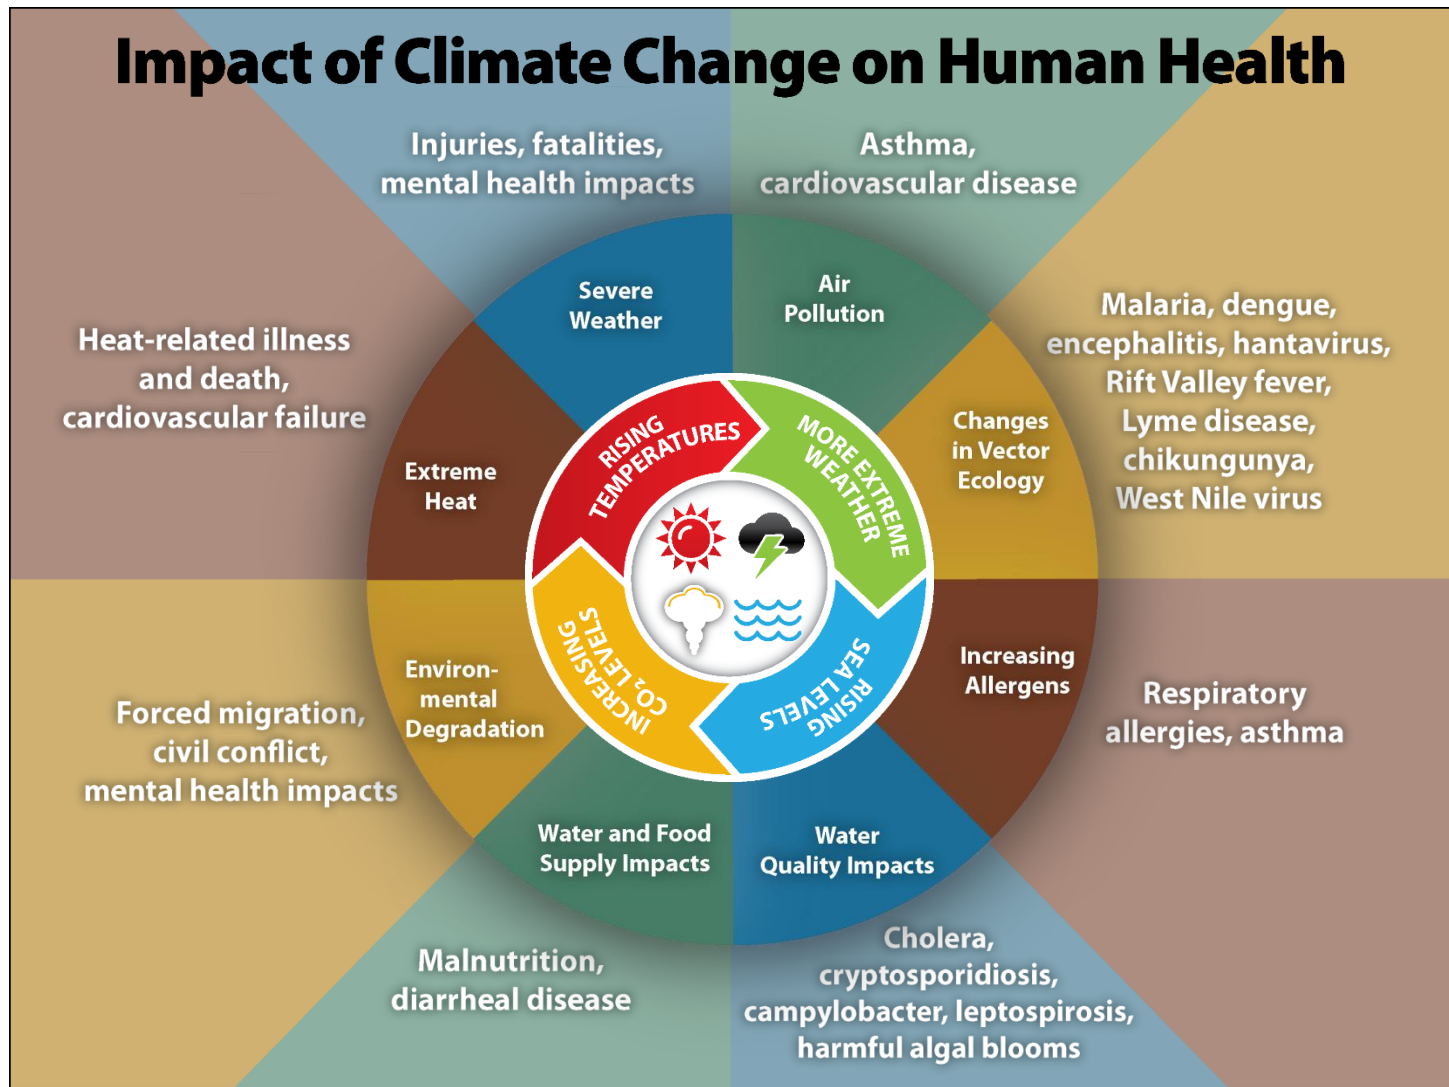 Impact of Climate Change on Human Health
Injuries, fatalities,
mental health impacts
Asthma,
cardiovascular disease
Severe
Weather
Air
Pollution
Malaria, dengue,
encephalitis, hantavirus,
Rift Valley fever,
Lyme disease,
chikungunya,
West Nile virus
Heat-related illness
and death,
cardiovascular failure
Extreme
Heat
Changes
in Vector
Ecology
RISING
TEMPERATURES
MORE EXTREME
WEATHER
RISING
SEA LEVELS
INCREASING
CO₂ LEVELS
Increasing
Allergens
Respiratory
allergies, asthma
Environ-
mental
Degradation
Forced migration,
civil conflict,
mental health impacts
Water and Food
Supply Impacts
Water
Quality Impacts
Malnutrition,
diarrheal disease
Cholera,
cryptosporidiosis,
campylobacter, leptospirosis,
harmful algal blooms